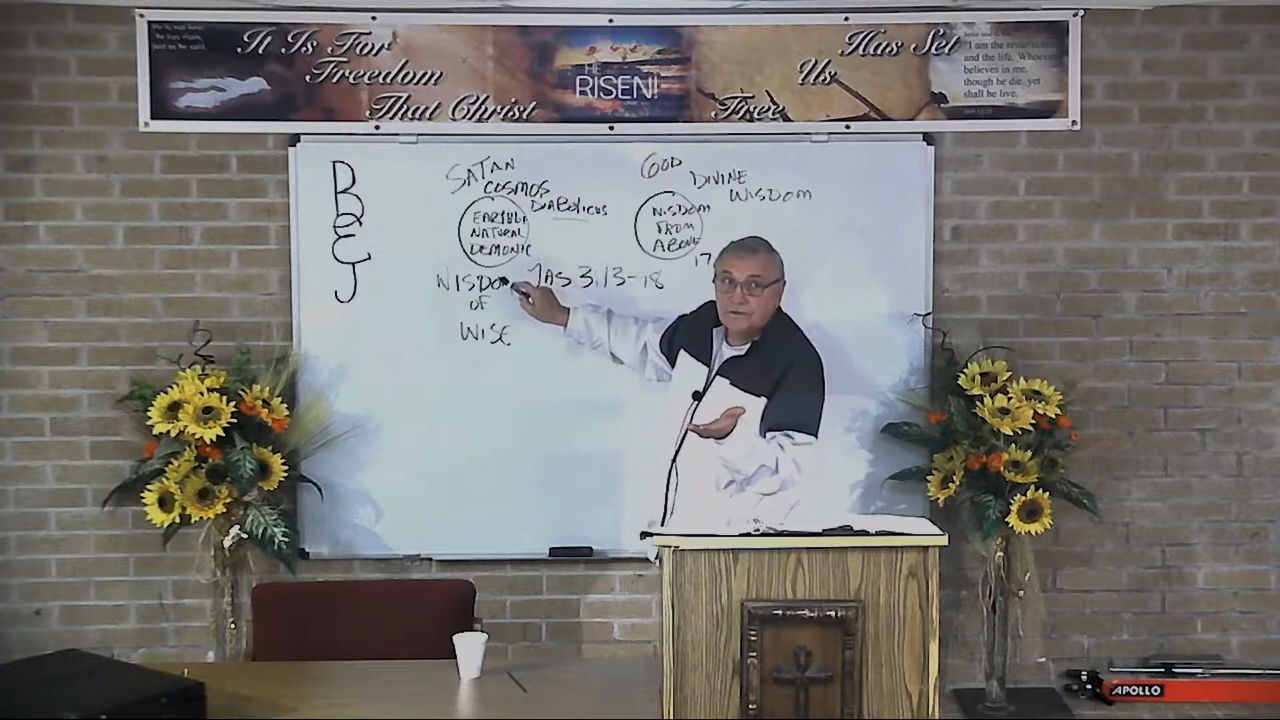 It Is For
Freedom
That Christ
HE IS
RISEN!
Has Set
Us
Free
"I am the resurrection
and the life. Whoever
believes in me,
though he die, yet
shall he live.
B
E
J
SATAN
COSMOS
DIABOLICUS
EARTHLY
NATURAL
DEMONIC
WISDOM
OF
WISE
JAS 3:13-18
GOD
DIVINE
WISDOM
WISDOM
FROM
ABOVE
17
APOLLO